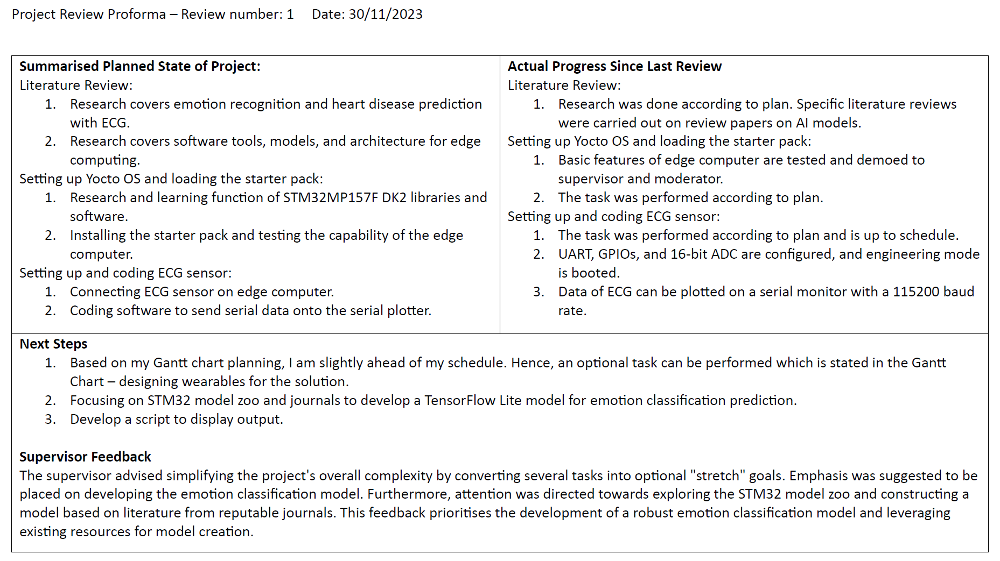 Project Review Proforma – Review number: 1     Date: 30/11/2023
Summarised Planned State of Project:
Literature Review:
1. Research covers emotion recognition and heart disease prediction
with ECG.
2. Research covers software tools, models, and architecture for edge
computing.
Setting up Yocto OS and loading the starter pack:
1. Research and learning function of STM32MP157F DK2 libraries and
software.
2. Installing the starter pack and testing the capability of the edge
computer.
Setting up and coding ECG sensor:
1. Connecting ECG sensor on edge computer.
2. Coding software to send serial data onto the serial plotter.
Actual Progress Since Last Review
Literature Review:
1. Research was done according to plan. Specific literature reviews
were carried out on review papers on AI models.
Setting up Yocto OS and loading the starter pack:
1. Basic features of edge computer are tested and demoed to
supervisor and moderator.
2. The task was performed according to plan.
Setting up and coding ECG sensor:
1. The task was performed according to plan and is up to schedule.
2. UART, GPIOs, and 16-bit ADC are configured, and engineering mode
is booted.
3. Data of ECG can be plotted on a serial monitor with a 115200 baud
rate.
Next Steps
1. Based on my Gantt chart planning, I am slightly ahead of my schedule. Hence, an optional task can be performed which is stated in the Gantt
Chart – designing wearables for the solution.
2. Focusing on STM32 model zoo and journals to develop a TensorFlow Lite model for emotion classification prediction.
3. Develop a script to display output.
Supervisor Feedback
The supervisor advised simplifying the project's overall complexity by converting several tasks into optional "stretch" goals. Emphasis was suggested to be
placed on developing the emotion classification model. Furthermore, attention was directed towards exploring the STM32 model zoo and constructing a
model based on literature from reputable journals. This feedback prioritises the development of a robust emotion classification model and leveraging
existing resources for model creation.